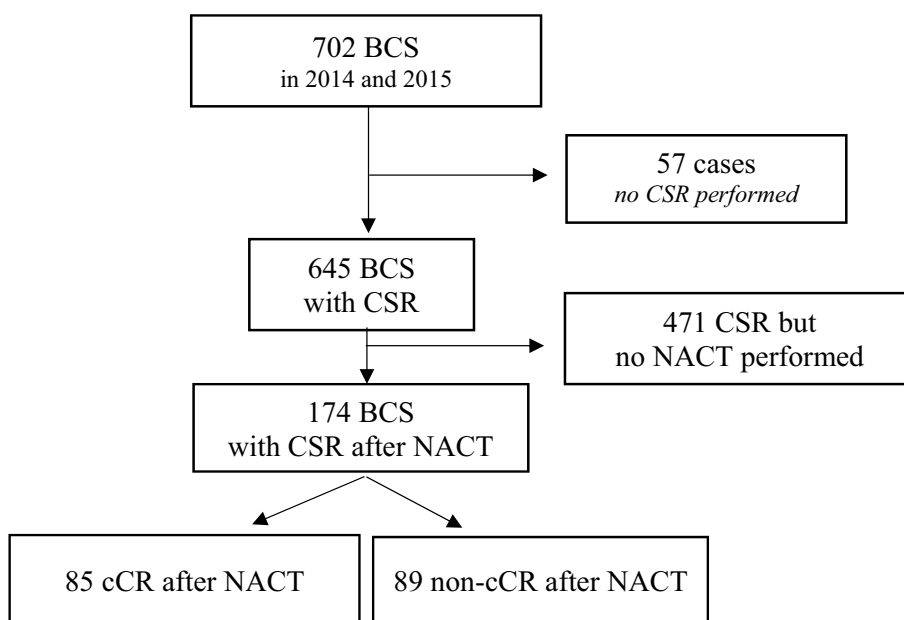 702 BCS
in 2014 and 2015
57 cases
no CSR performed
645 BCS
with CSR
471 CSR but
no NACT performed
174 BCS
with CSR after NACT
85 cCR after NACT
89 non-cCR after NACT